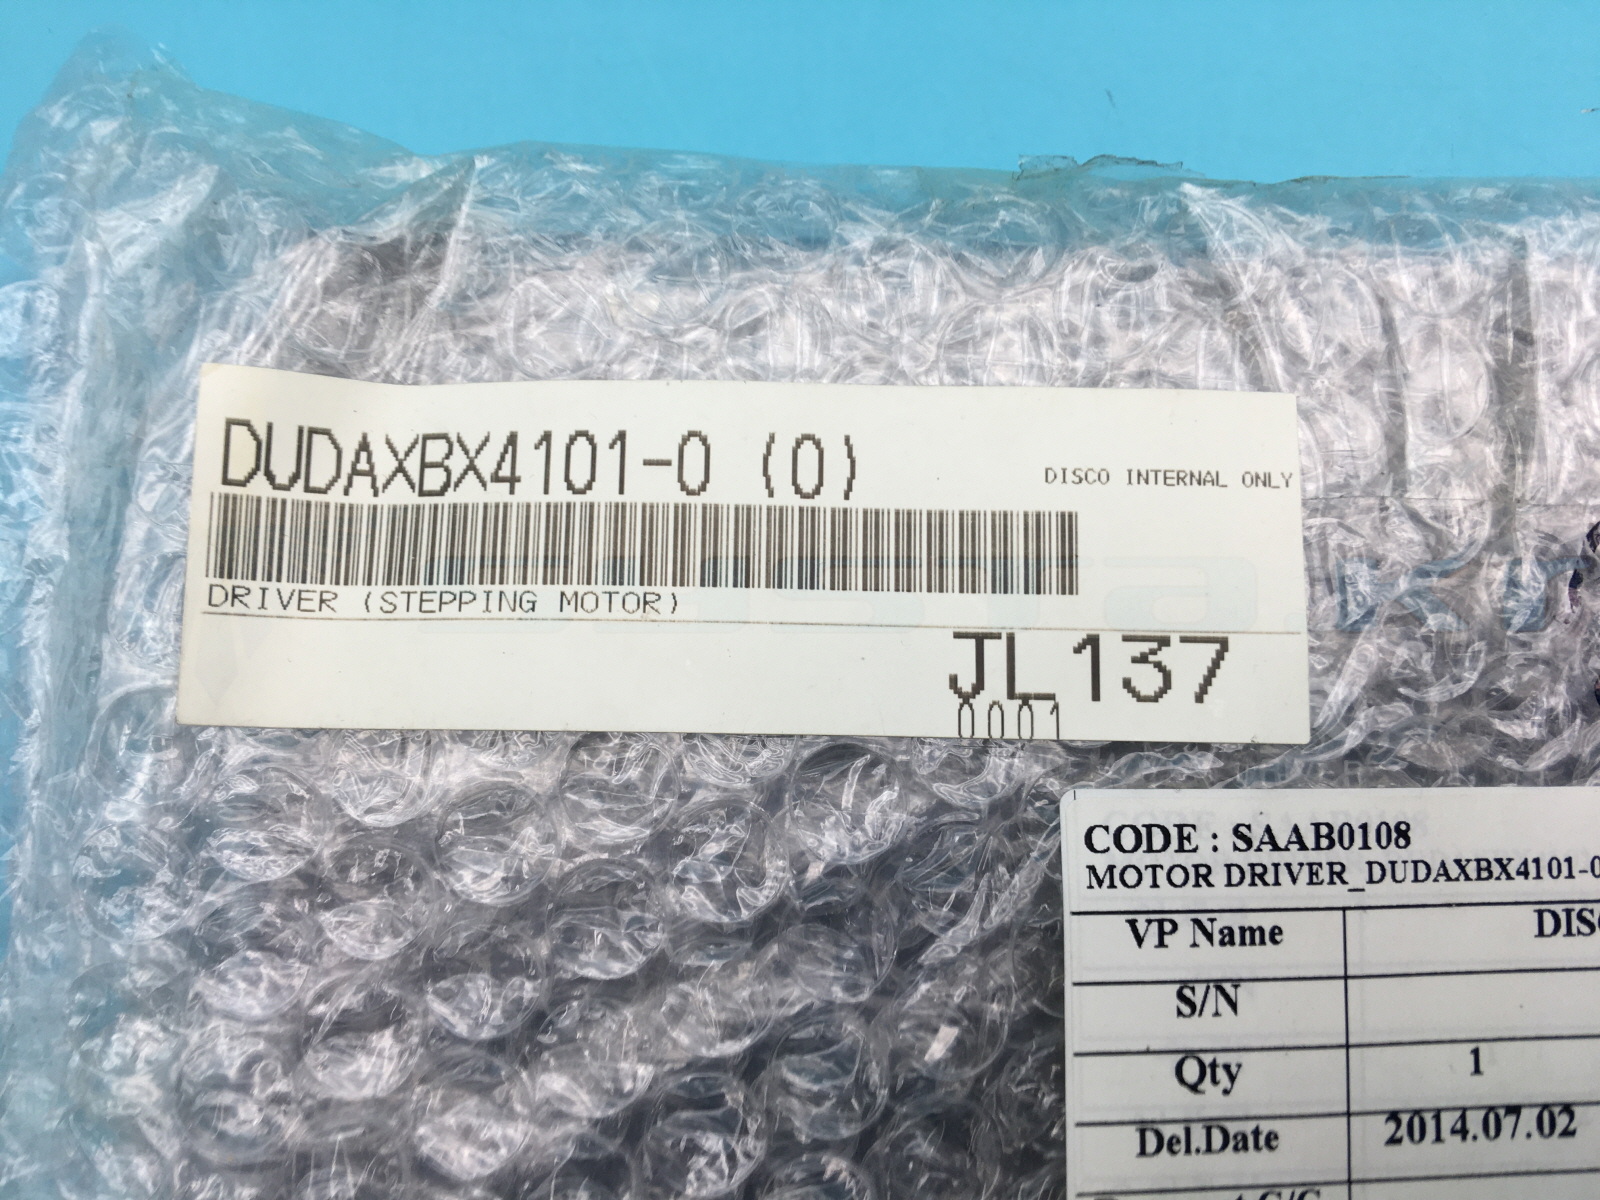 DUDAXBX4101-0 (0)
DISCO INTERNAL ONLY
DRIVER (STEPPING MOTOR)
JL137
0001
CODE : SAAB0108
MOTOR DRIVER_DUDAXBX4101-0
VP Name
S/N
Qty 1
Del.Date 2014.07.02